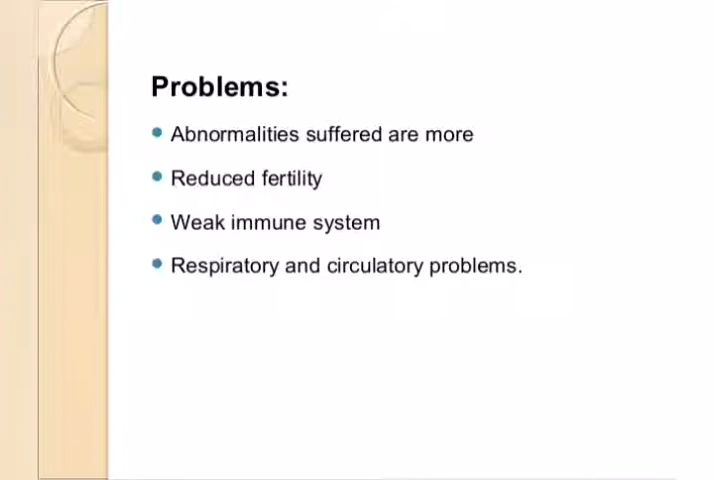 Problems:
Abnormalities suffered are more
Reduced fertility
Weak immune system
Respiratory and circulatory problems.